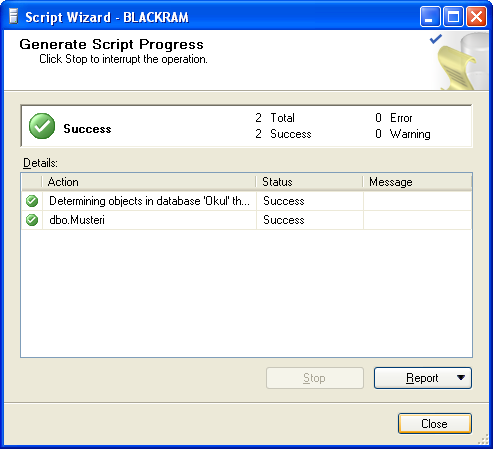 Script Wizard - BLACKRAM
Generate Script Progress
Click Stop to interrupt the operation.
Success
2 Total 0 Error
2 Success 0 Warning
Details:
Action Status Message
Determining objects in database 'Okul' th... Success
dbo.Musteri Success
Stop Report
Close